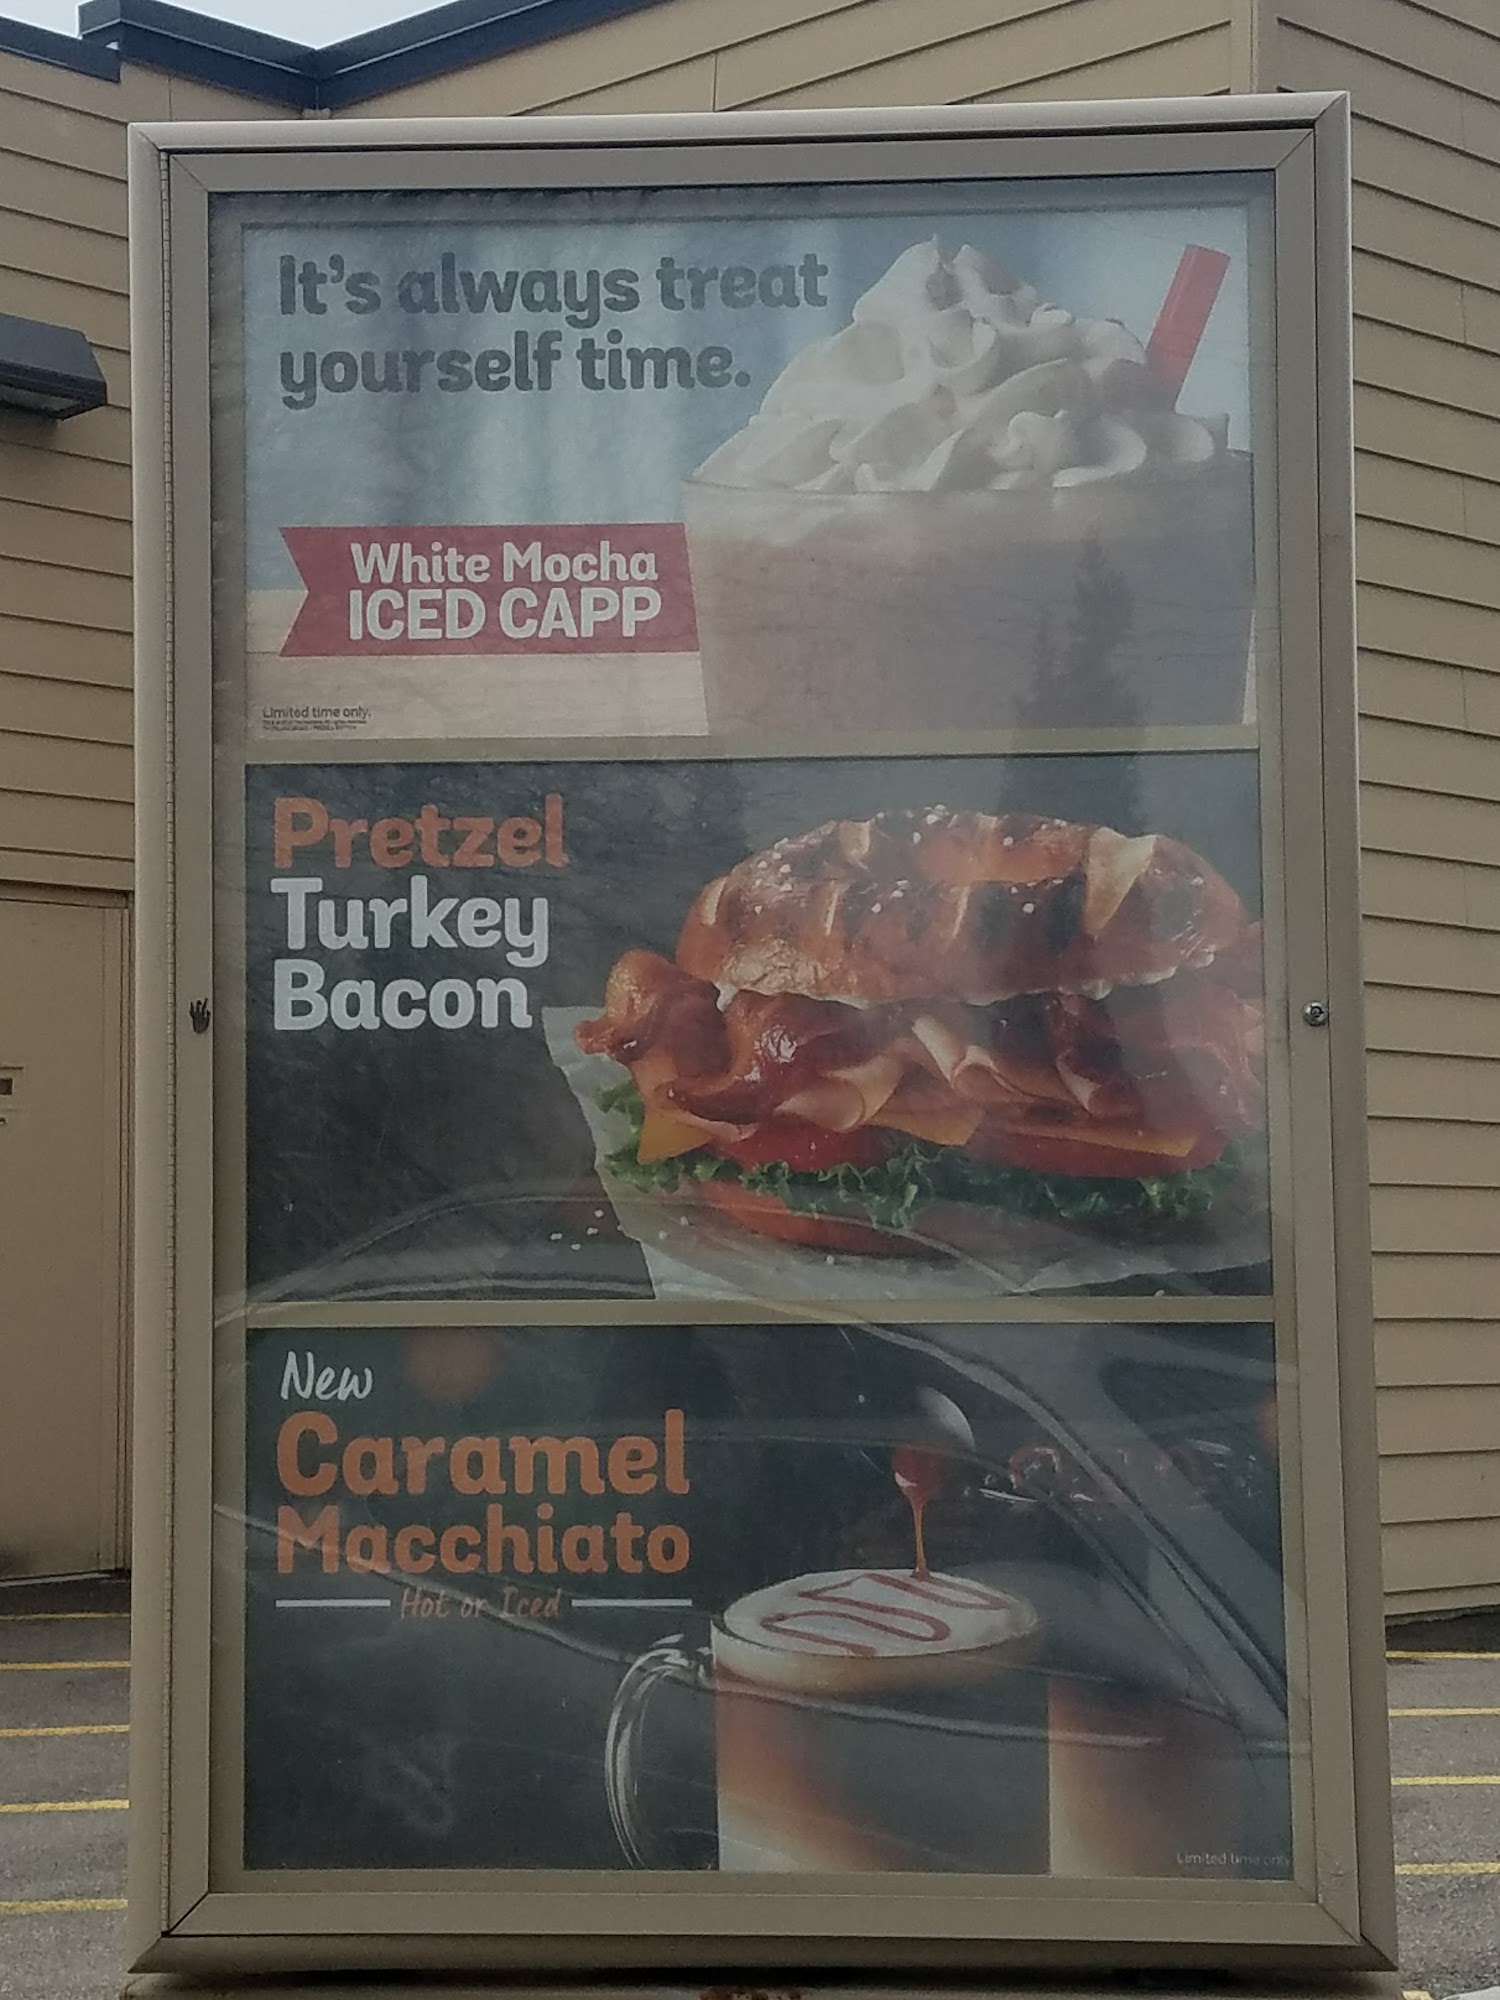 It's always treat
yourself time.
White Mocha
ICED CAPP
Limited time only.
Pretzel
Turkey
Bacon
New
Caramel
Macchiato
Hot or Iced
Limited time only